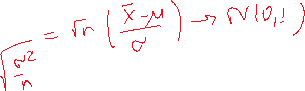 √(σ²/n) = √n ( (x̄-μ)/σ ) → N(0,1)